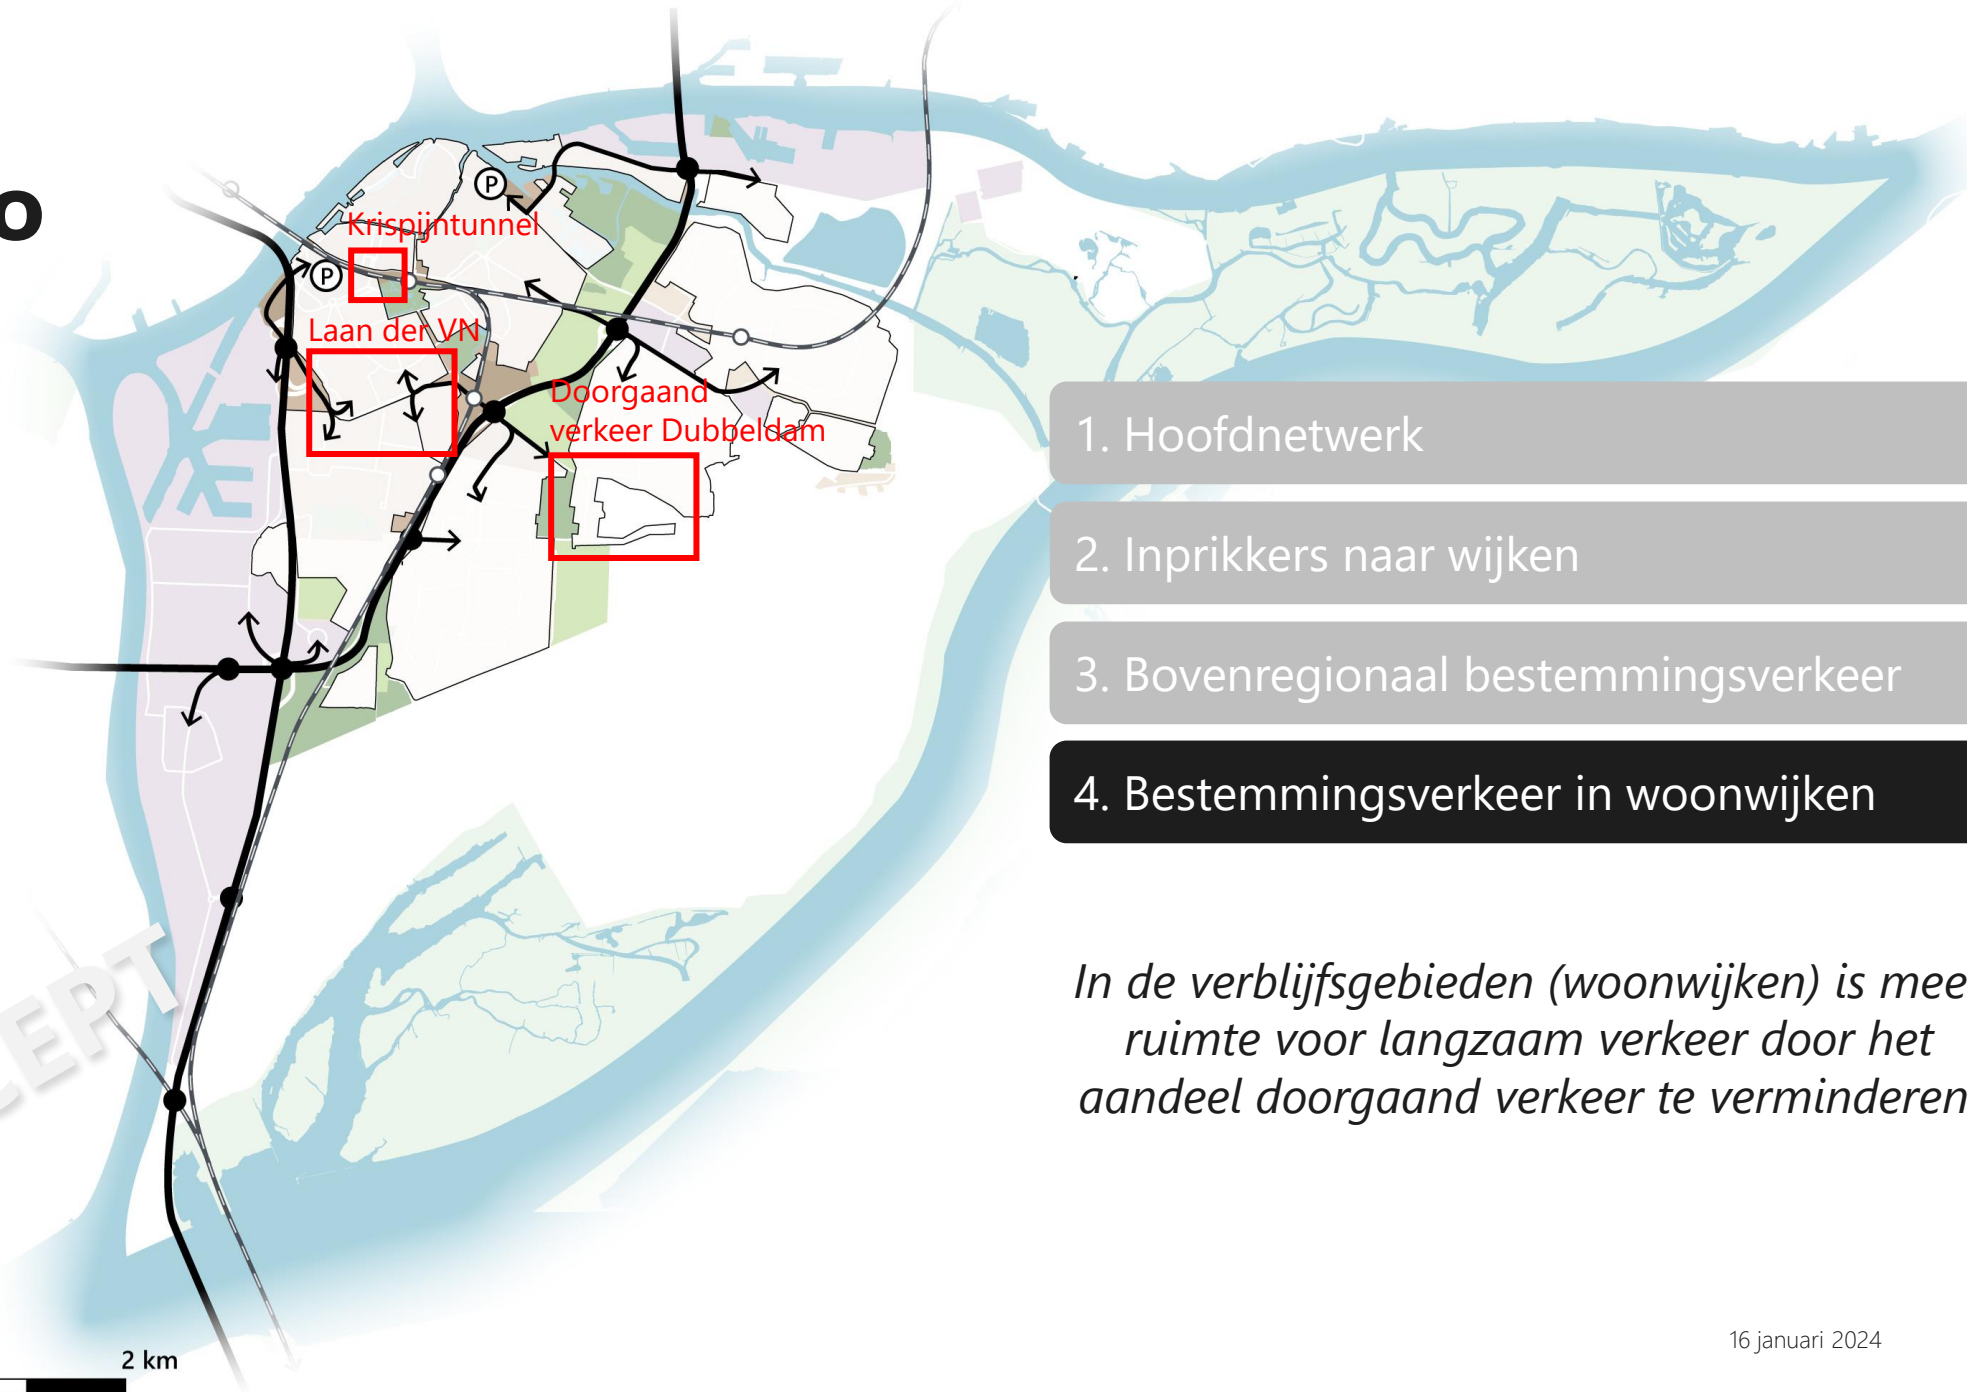 o
P
Krispijntunnel
P
Laan der VN
Doorgaand
verkeer Dubbeldam
1. Hoofdnetwerk
2. Inprikkers naar wijken
3. Bovenregionaal bestemmingsverkeer
4. Bestemmingsverkeer in woonwijken
In de verblijfsgebieden (woonwijken) is mee
ruimte voor langzaam verkeer door het
aandeel doorgaand verkeer te verminderen
CEPT
16 januari 2024
2 km